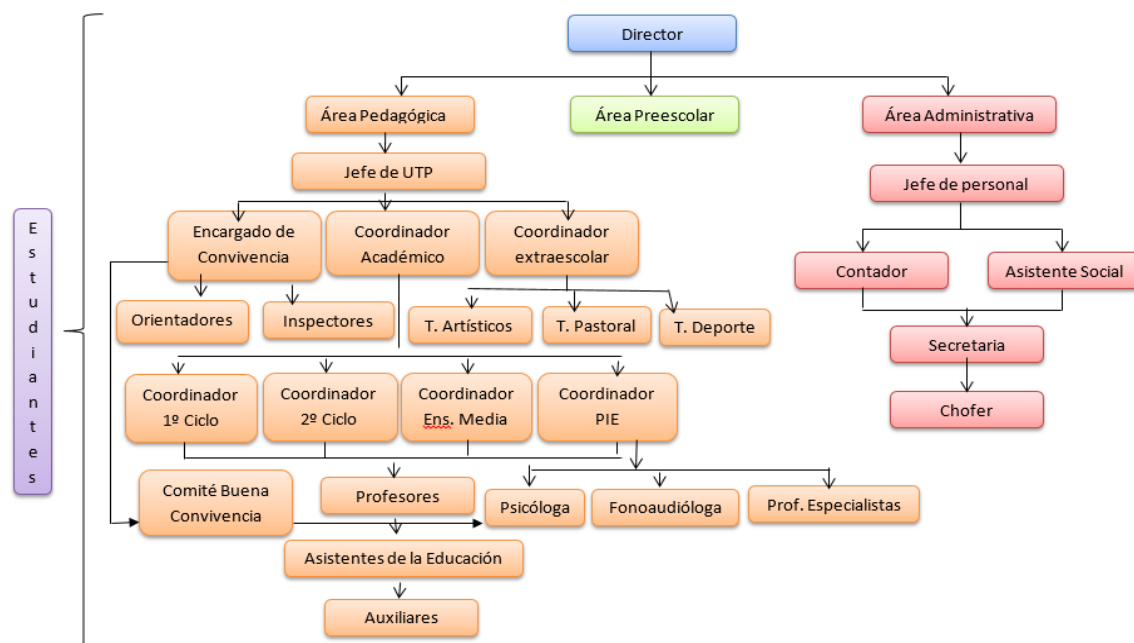 Director
Área Pedagógica
Área Preescolar
Área Administrativa
Jefe de UTP
Jefe de personal
Estudiantes
Encargado de
Convivencia
Coordinador
Académico
Coordinador
extraescolar
Contador
Asistente Social
Orientadores
Inspectores
T. Artísticos
T. Pastoral
T. Deporte
Secretaria
Coordinador
1º Ciclo
Coordinador
2º Ciclo
Coordinador
Ens. Media
Coordinador
PIE
Chofer
Comité Buena
Convivencia
Profesores
Psicóloga
Fonoaudióloga
Prof. Especialistas
Asistentes de la Educación
Auxiliares